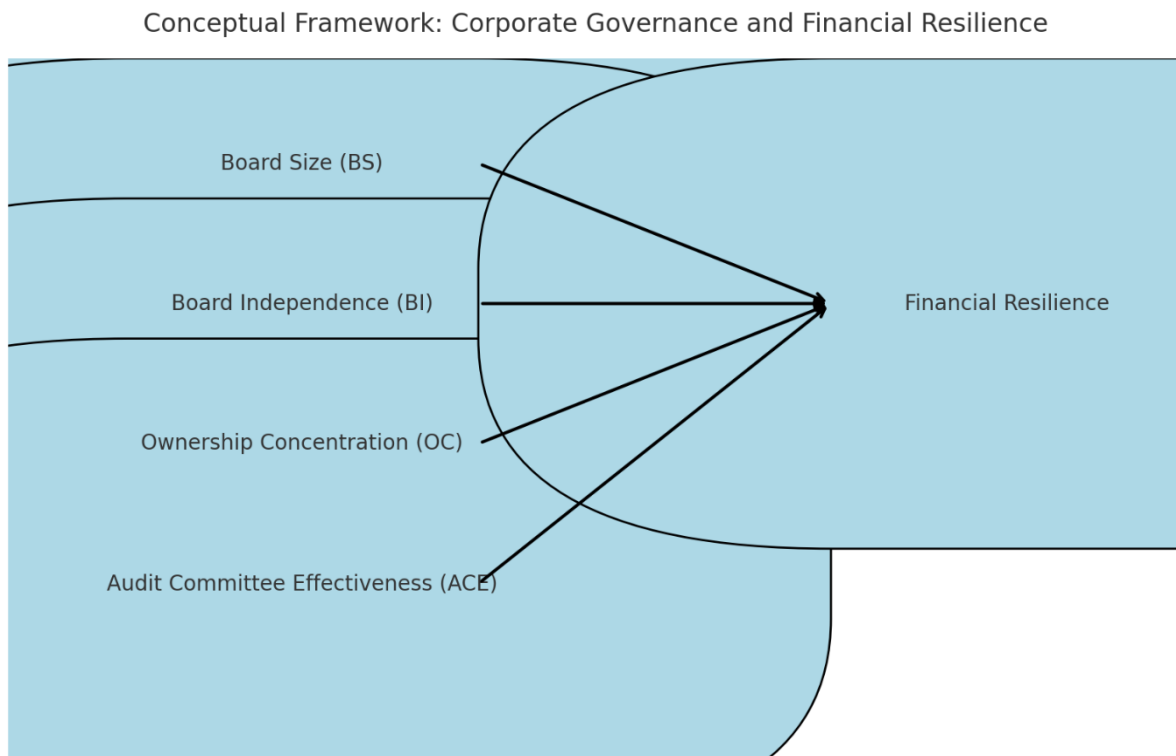 Conceptual Framework: Corporate Governance and Financial Resilience
Board Size (BS)
Board Independence (BI)
Financial Resilience
Ownership Concentration (OC)
Audit Committee Effectiveness (ACE)